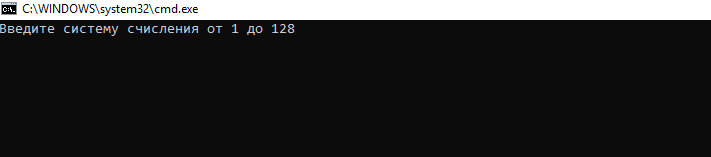 C:\WINDOWS\system32\cmd.exe
Введите систему счисления от 1 до 128